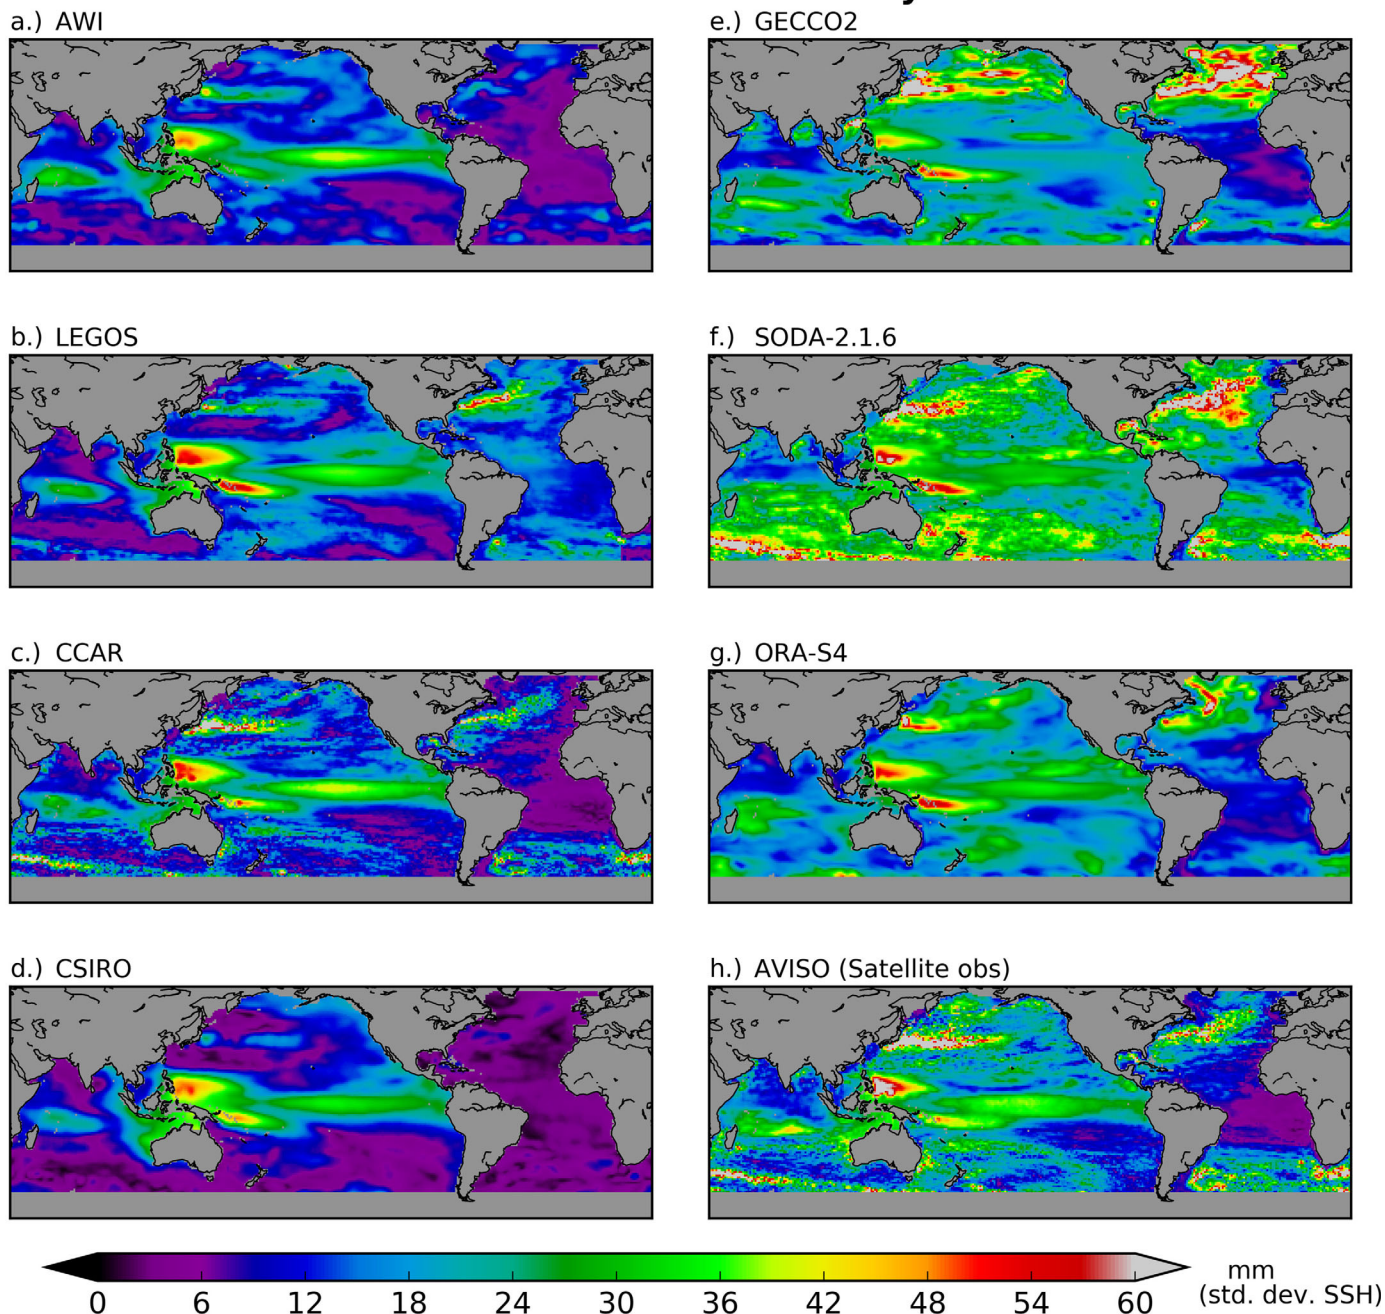 a.) AWI
e.) GECCO2
b.) LEGOS
f.) SODA-2.1.6
c.) CCAR
g.) ORA-S4
d.) CSIRO
h.) AVISO (Satellite obs)
0 6 12 18 24 30 36 42 48 54 60
mm
(std. dev. SSH)